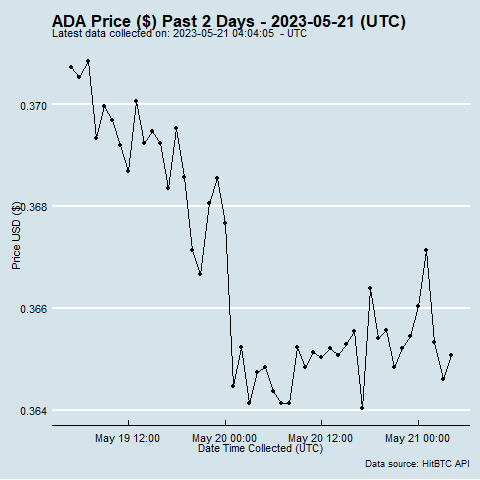 ADA Price ($) Past 2 Days - 2023-05-21 (UTC)
Latest data collected on: 2023-05-21 04:04:05  - UTC
0.370
0.368
Price USD ($)
0.366
0.364
May 19 12:00
May 20 00:00
May 20 12:00
May 21 00:00
Date Time Collected (UTC)
Data source: HitBTC API